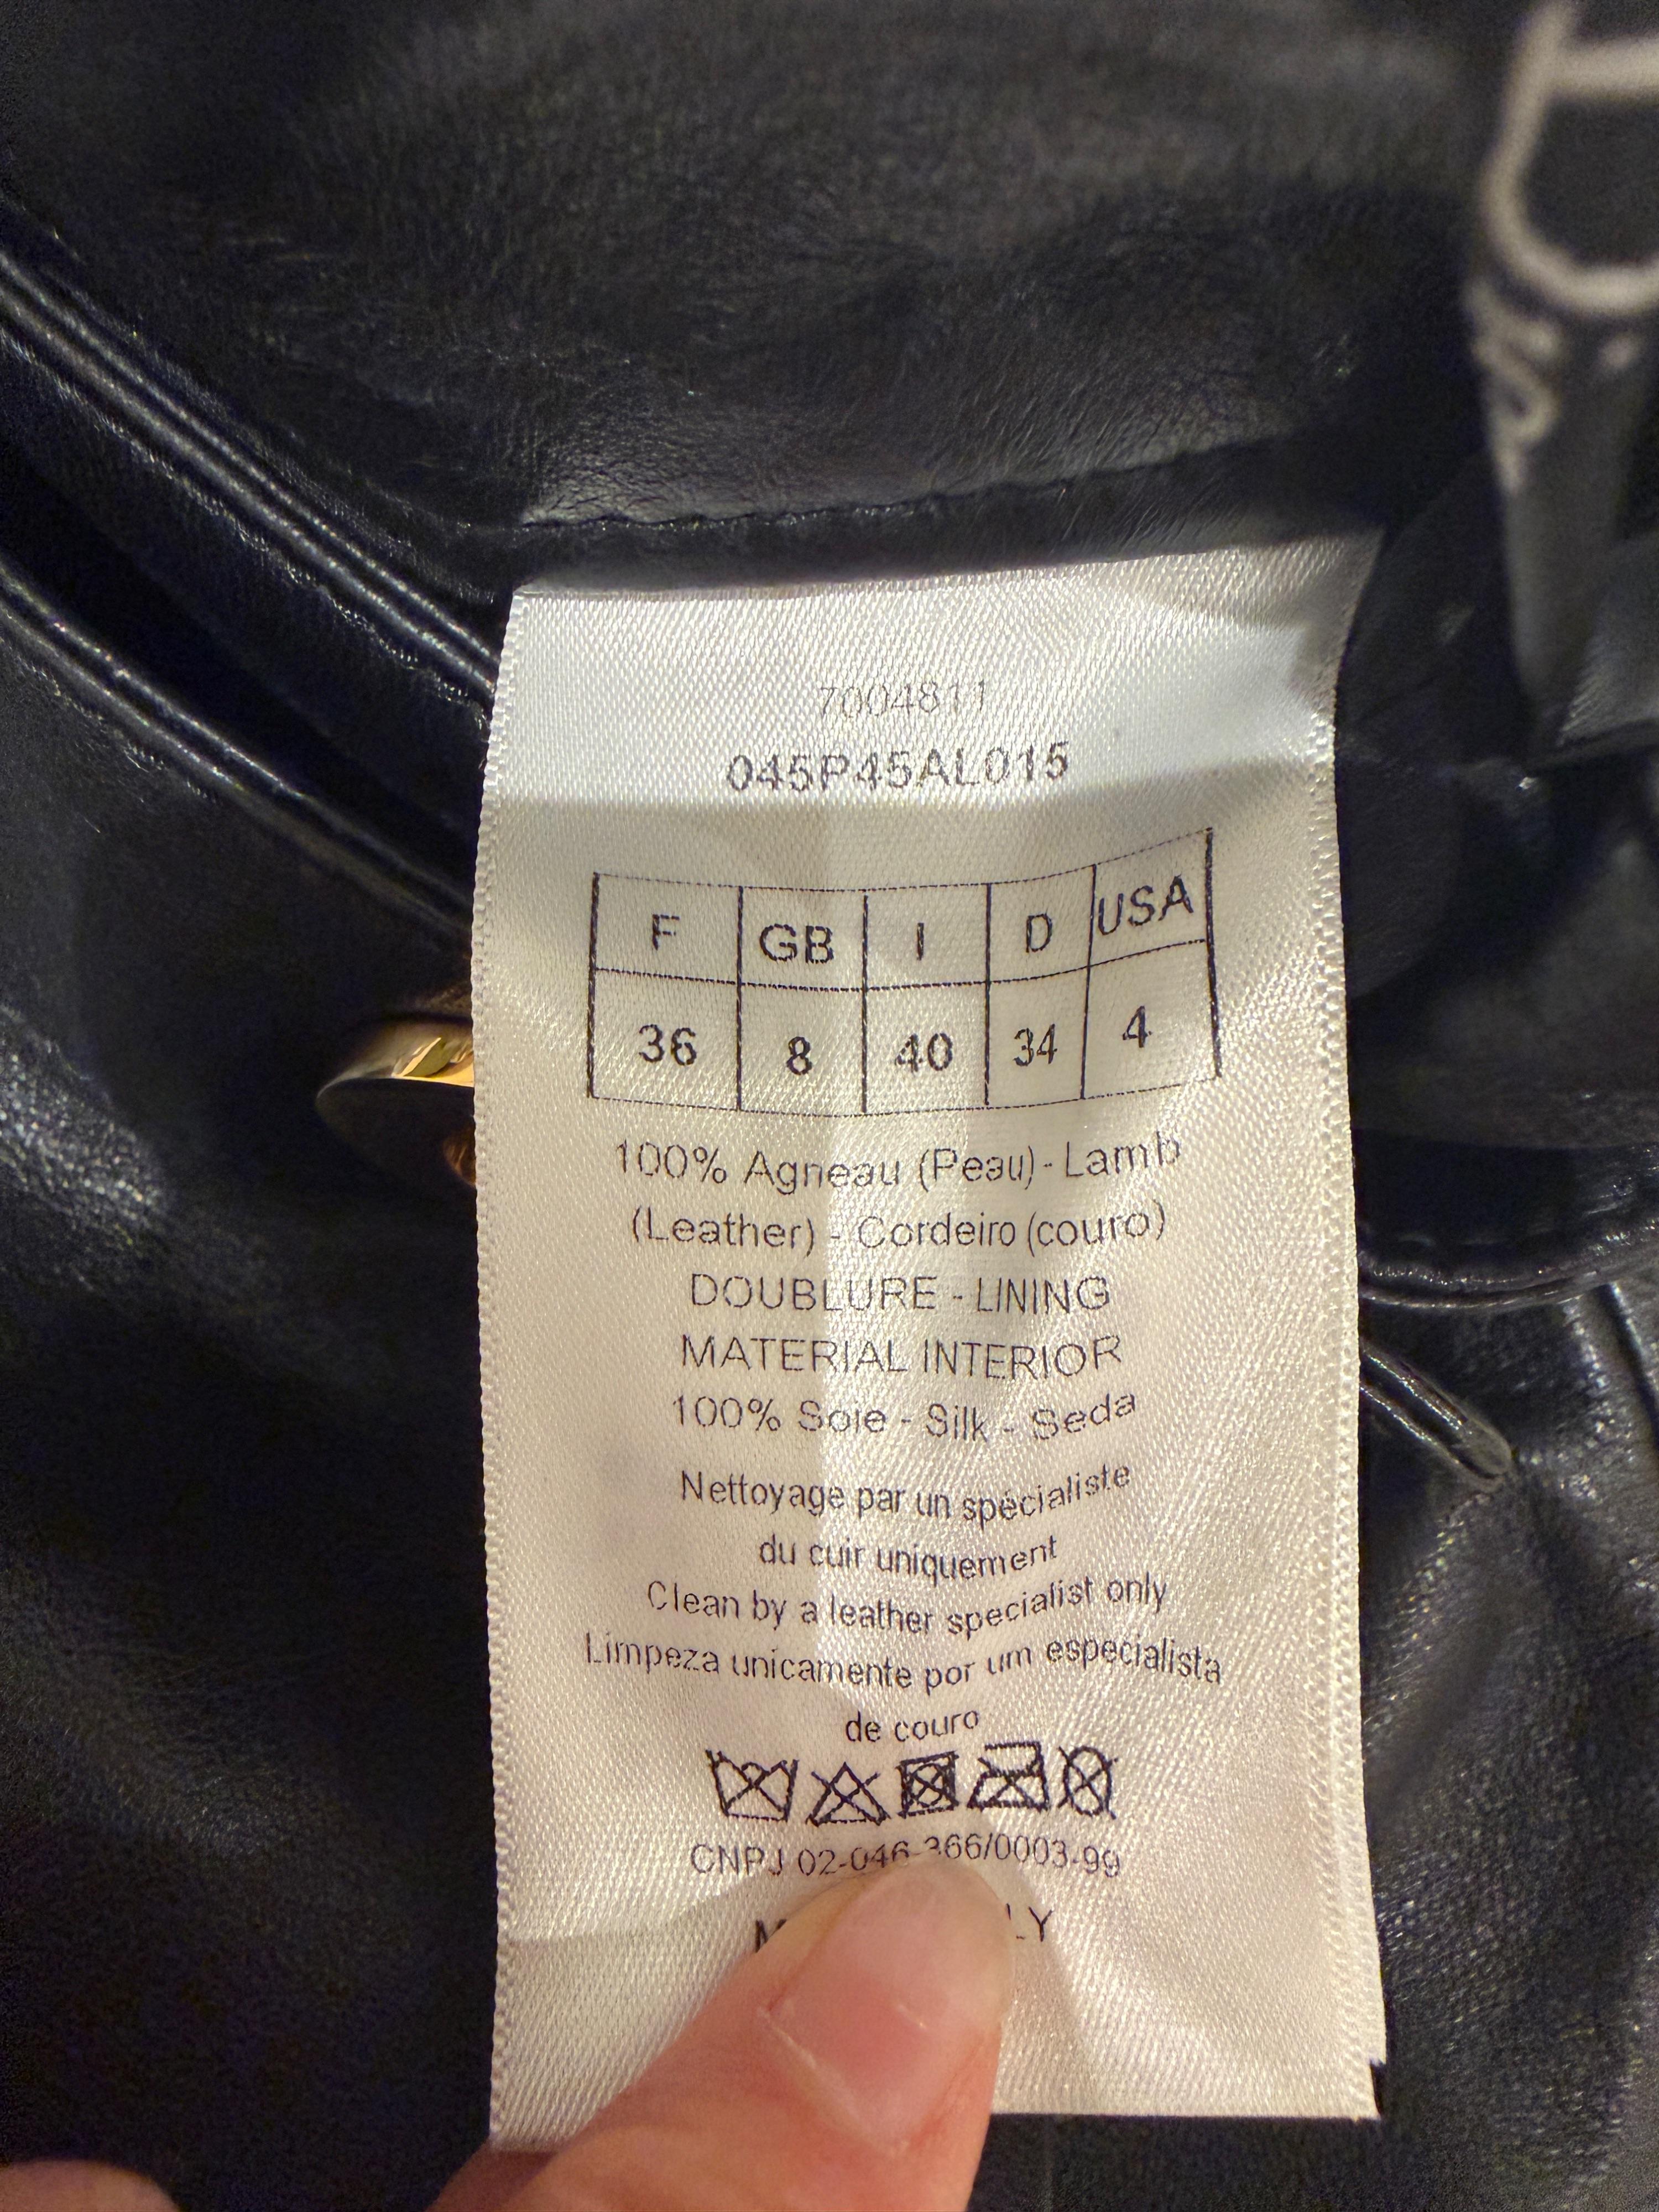 7004811
045P45AL015
F GB I D USA
36 8 40 34 4
100% Agneau (Peau) - Lamb
(Leather) - Cordeiro (couro)
DOUBLURE - LINING
MATERIAL INTERIOR
100% Soie - Silk - Seda
Nettoyage par un spécialiste
du cuir uniquement
Clean by a leather specialist only
Limpeza unicamente por um especialista
de couro
CNPJ 02-046-366/0003-99